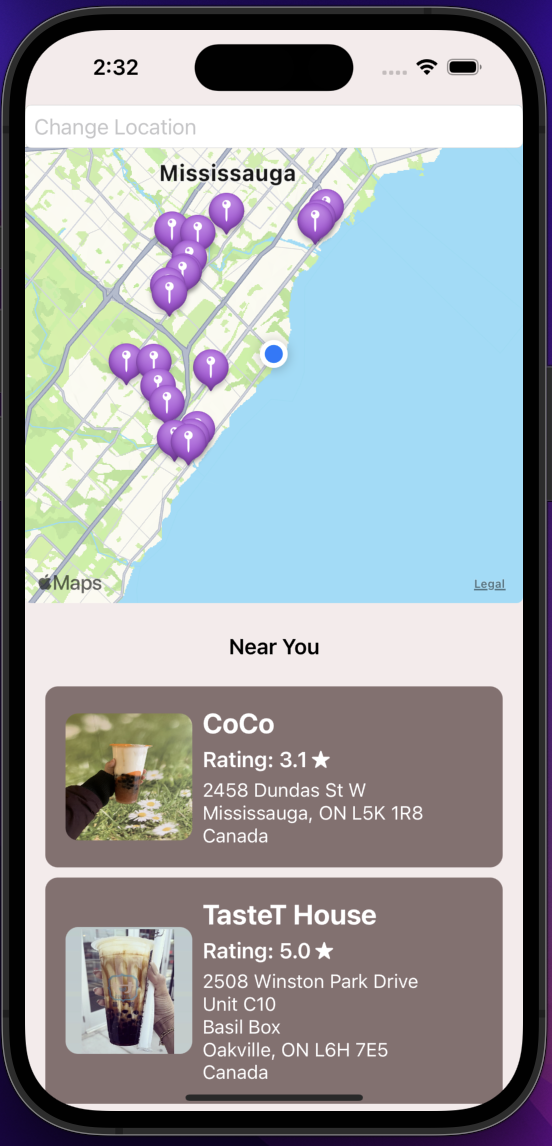 2:32
Change Location
Mississauga
Maps
Legal
Near You
CoCo
Rating: 3.1 ★
2458 Dundas St W
Mississauga, ON L5K 1R8
Canada
TasteT House
Rating: 5.0 ★
2508 Winston Park Drive
Unit C10
Basil Box
Oakville, ON L6H 7E5
Canada